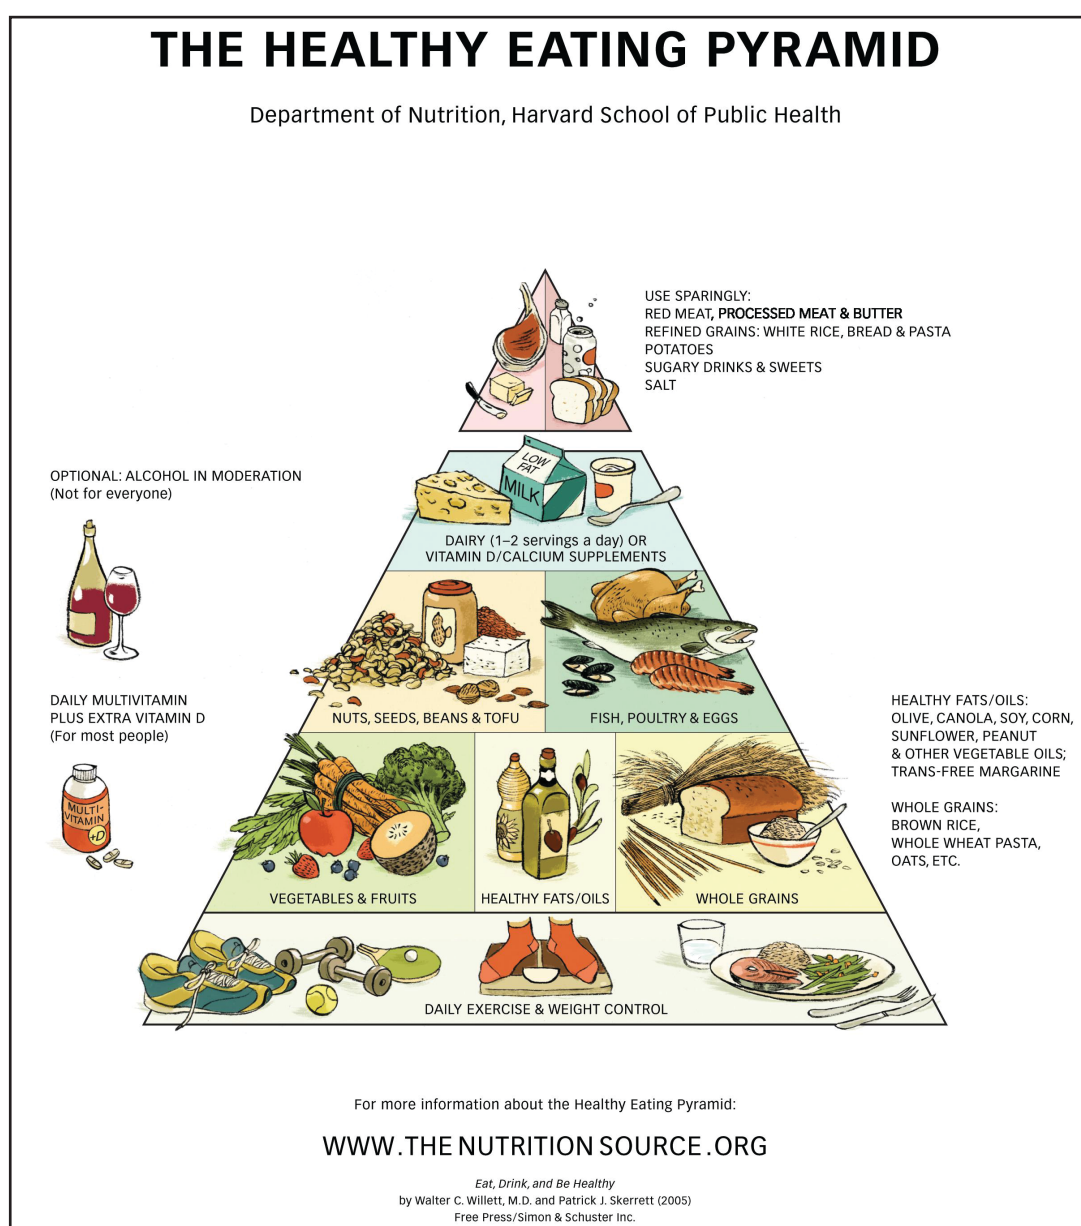 THE HEALTHY EATING PYRAMID
Department of Nutrition, Harvard School of Public Health
USE SPARINGLY:
RED MEAT, PROCESSED MEAT & BUTTER
REFINED GRAINS: WHITE RICE, BREAD & PASTA
POTATOES
SUGARY DRINKS & SWEETS
SALT
OPTIONAL: ALCOHOL IN MODERATION
(Not for everyone)
LOW
FAT
MILK
DAIRY (1–2 servings a day) OR
VITAMIN D/CALCIUM SUPPLEMENTS
NUTS, SEEDS, BEANS & TOFU
FISH, POULTRY & EGGS
DAILY MULTIVITAMIN
PLUS EXTRA VITAMIN D
(For most people)
MULTI-
VITAMIN
+D
HEALTHY FATS/OILS:
OLIVE, CANOLA, SOY, CORN,
SUNFLOWER, PEANUT
& OTHER VEGETABLE OILS;
TRANS-FREE MARGARINE
WHOLE GRAINS:
BROWN RICE,
WHOLE WHEAT PASTA,
OATS, ETC.
VEGETABLES & FRUITS
HEALTHY FATS/OILS
WHOLE GRAINS
DAILY EXERCISE & WEIGHT CONTROL
For more information about the Healthy Eating Pyramid:
WWW.THENUTRITIONSOURCE.ORG
Eat, Drink, and Be Healthy
by Walter C. Willett, M.D. and Patrick J. Skerrett (2005)
Free Press/Simon & Schuster Inc.